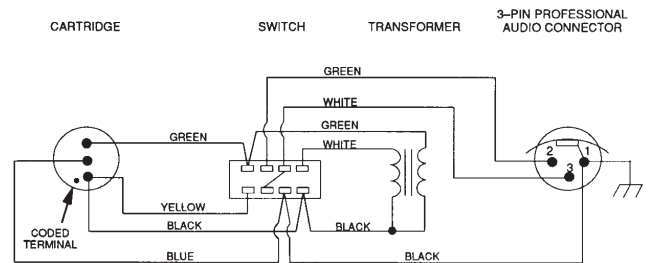 CARTRIDGE
SWITCH
TRANSFORMER
3–PIN PROFESSIONAL
AUDIO CONNECTOR
GREEN
WHITE
GREEN
GREEN
WHITE
2
1
3
YELLOW
BLACK
BLACK
CODED
TERMINAL
BLUE
BLACK